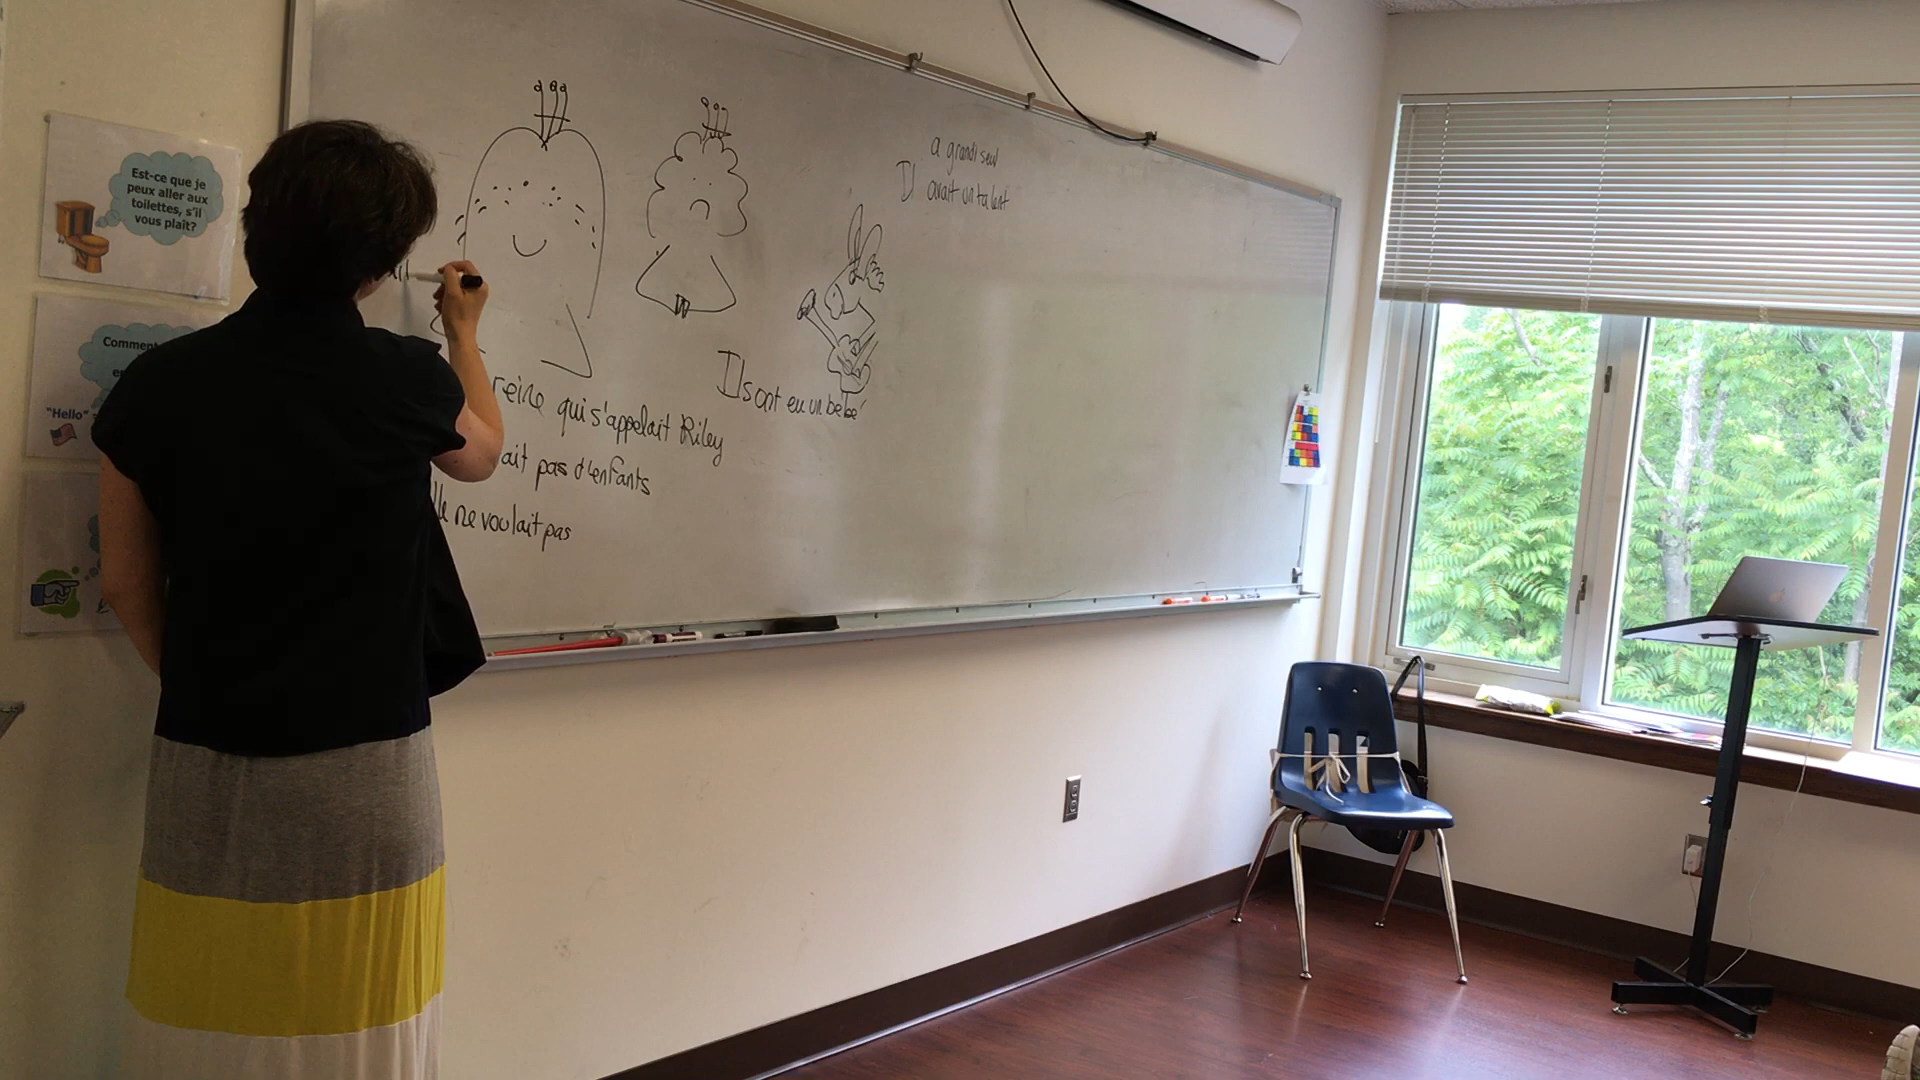 Est-ce que je
peux aller aux
toilettes, s'il
vous plaît?
Comment
"Hello"
reine qui s'appelait Riley
ait pas d'enfants
lle ne voulait pas
Ils ont eu un bébé
a grandi seul
Il avait un talent